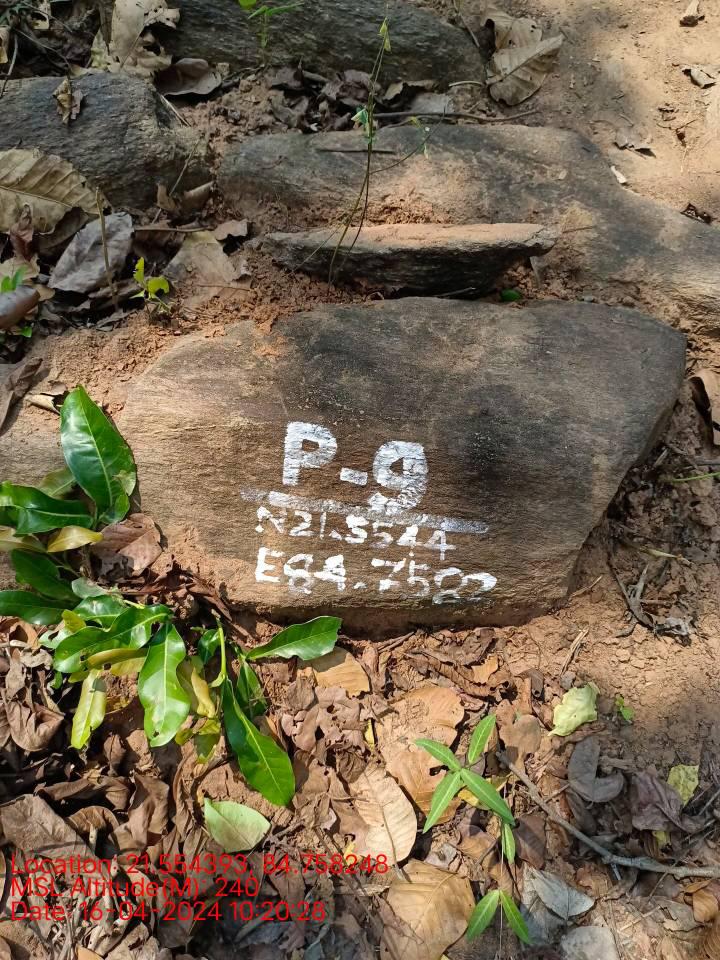 P-9
N21.5544
E84.7582
Location: 21.554393, 84.758248
MSL Altitude(M): 240
Date: 16-04-2024 10:20:28